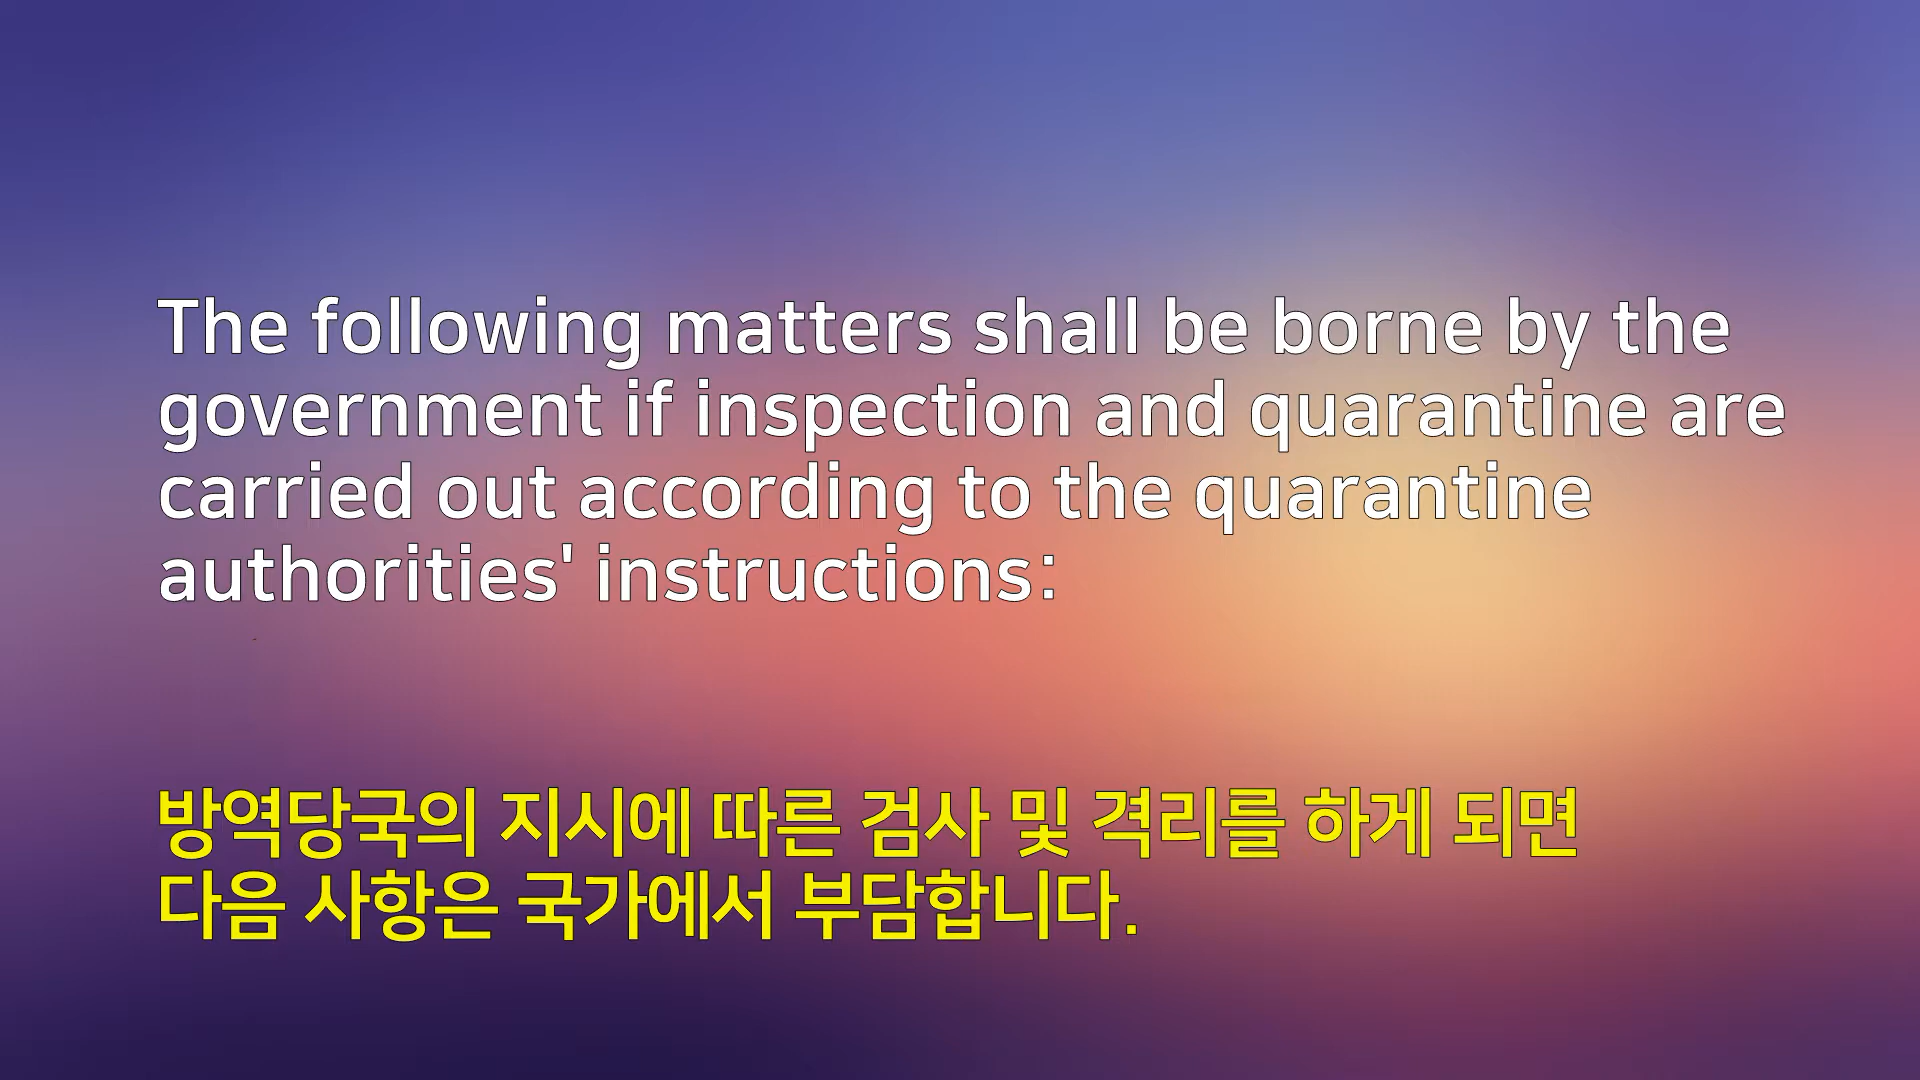 The following matters shall be borne by the
government if inspection and quarantine are
carried out according to the quarantine
authorities' instructions:
방역당국의 지시에 따른 검사 및 격리를 하게 되면
다음 사항은 국가에서 부담합니다.